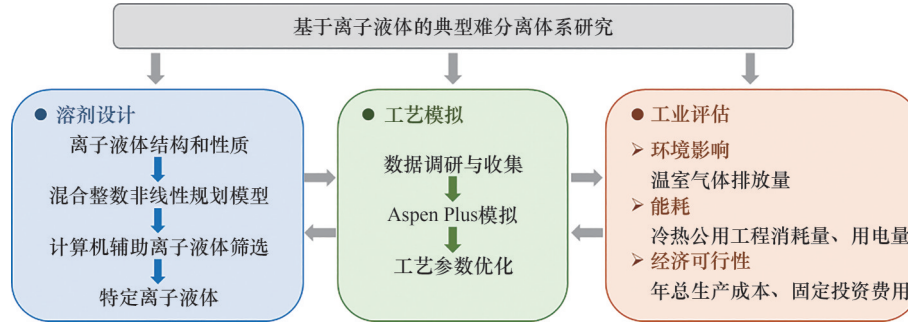 基于离子液体的典型难分离体系研究
● 溶剂设计
离子液体结构和性质
混合整数非线性规划模型
计算机辅助离子液体筛选
特定离子液体
● 工艺模拟
数据调研与收集
Aspen Plus模拟
工艺参数优化
● 工业评估
➢ 环境影响
温室气体排放量
➢ 能耗
冷热公用工程消耗量、用电量
➢ 经济可行性
年总生产成本、固定投资费用